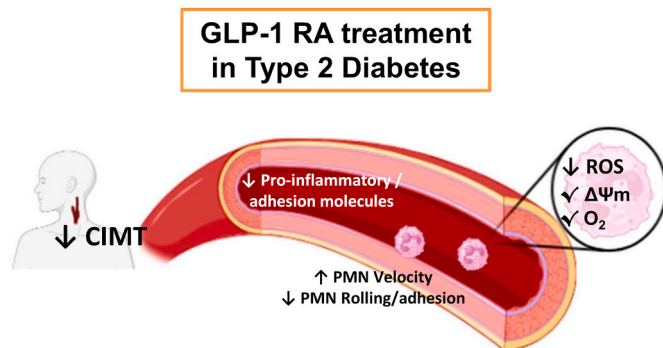 GLP-1 RA treatment
in Type 2 Diabetes
↓ CIMT
↓ Pro-inflammatory /
adhesion molecules
↑ PMN Velocity
↓ PMN Rolling/adhesion
↓ ROS
✓ ΔΨm
✓ O₂